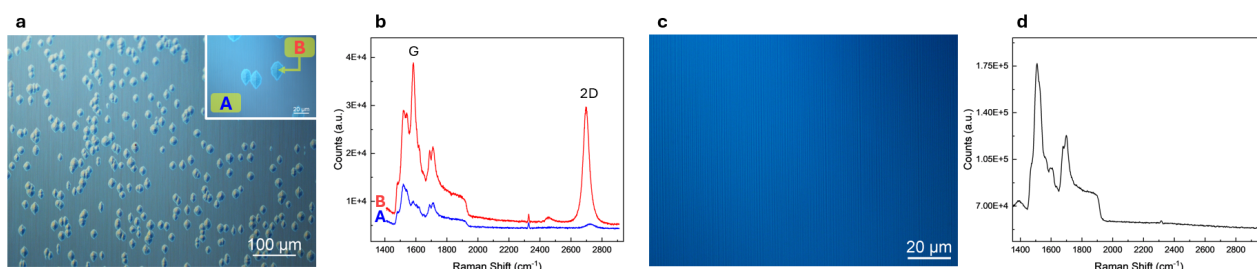 a
B
A
20 µm
100 µm
b
G
2D
4E+4
3E+4
2E+4
1E+4
B
A
Counts (a.u.)
1400 1600 1800 2000 2200 2400 2600 2800
Raman Shift (cm-1)
c
20 µm
d
1.75E+5
1.40E+5
1.05E+5
7.00E+4
Counts (a.u.)
1400 1600 1800 2000 2200 2400 2600 2800
Raman Shift (cm-1)